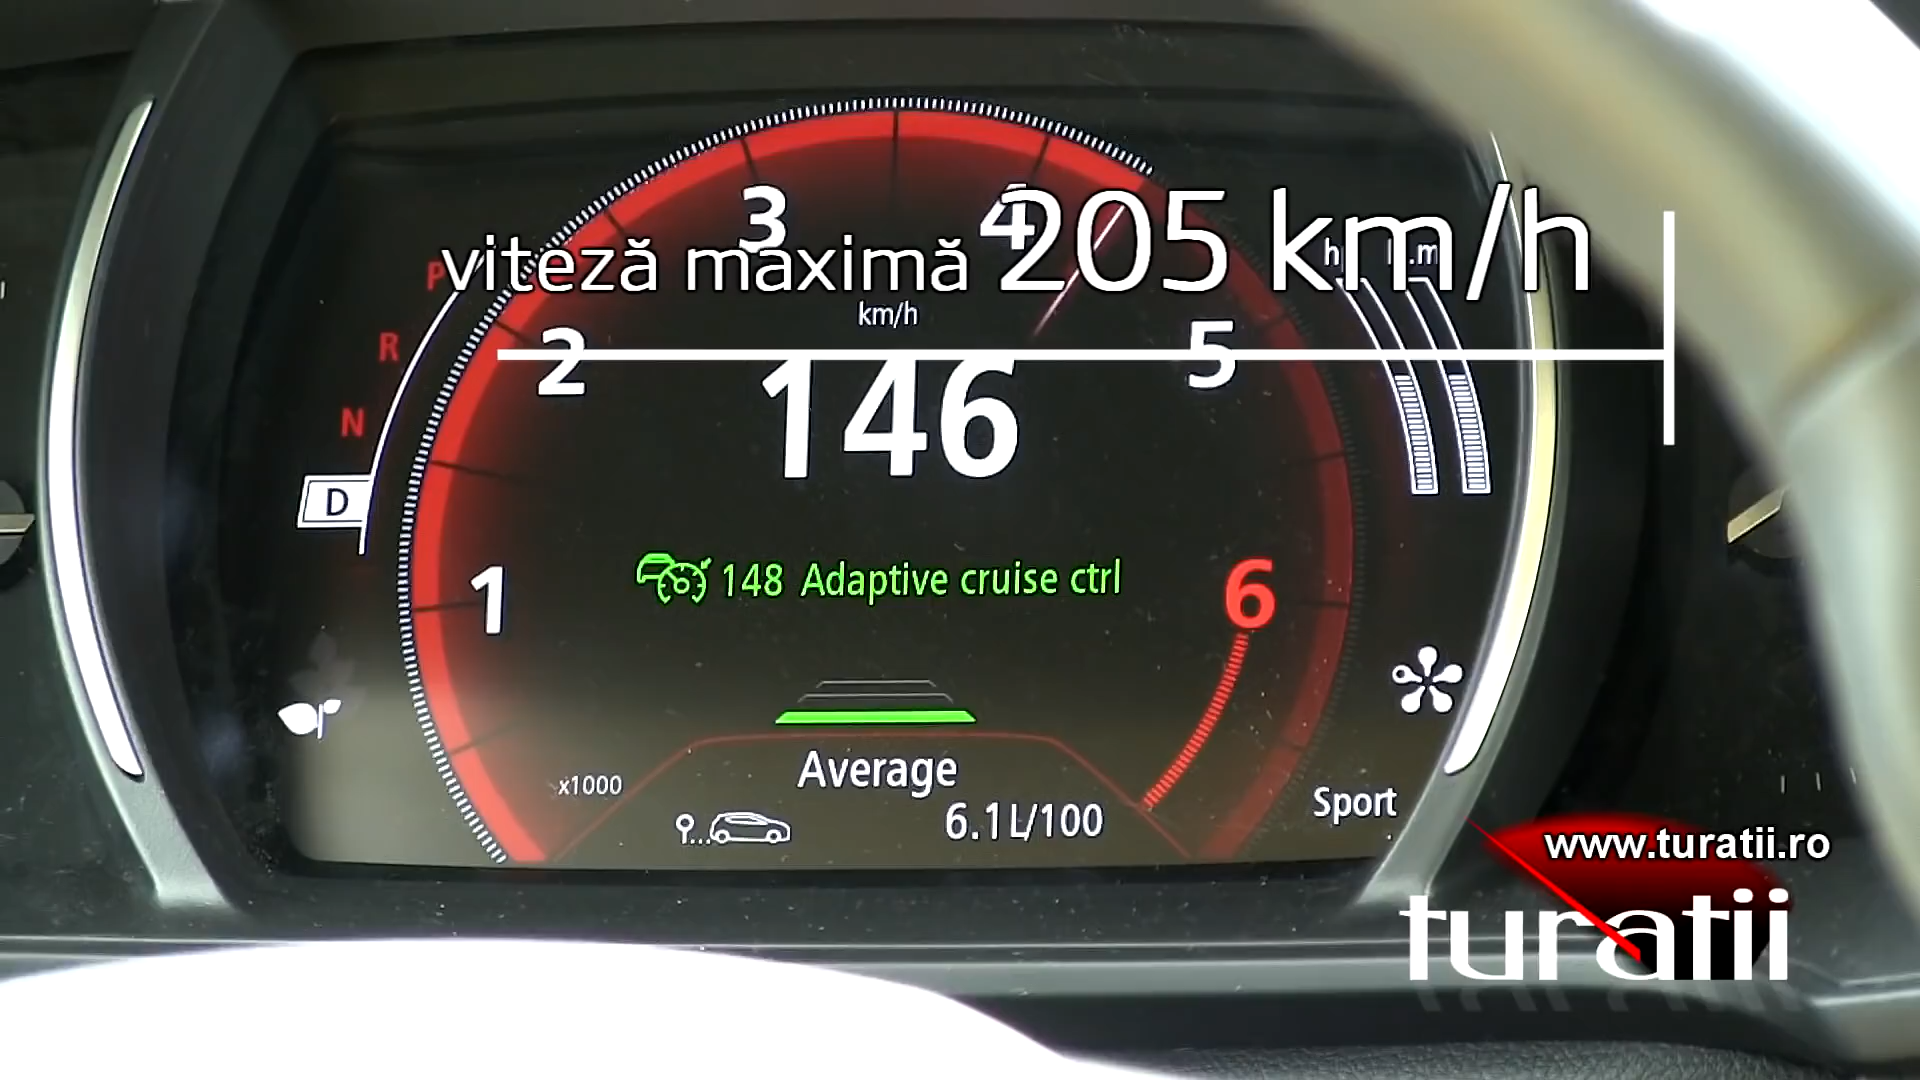 3
4
viteză maximă 205 km/h
P
km/h
R
2
5
146
N
D
148 Adaptive cruise ctrl
1
6
Average
x1000
6.1 L/100
Sport
www.turatii.ro
turatii